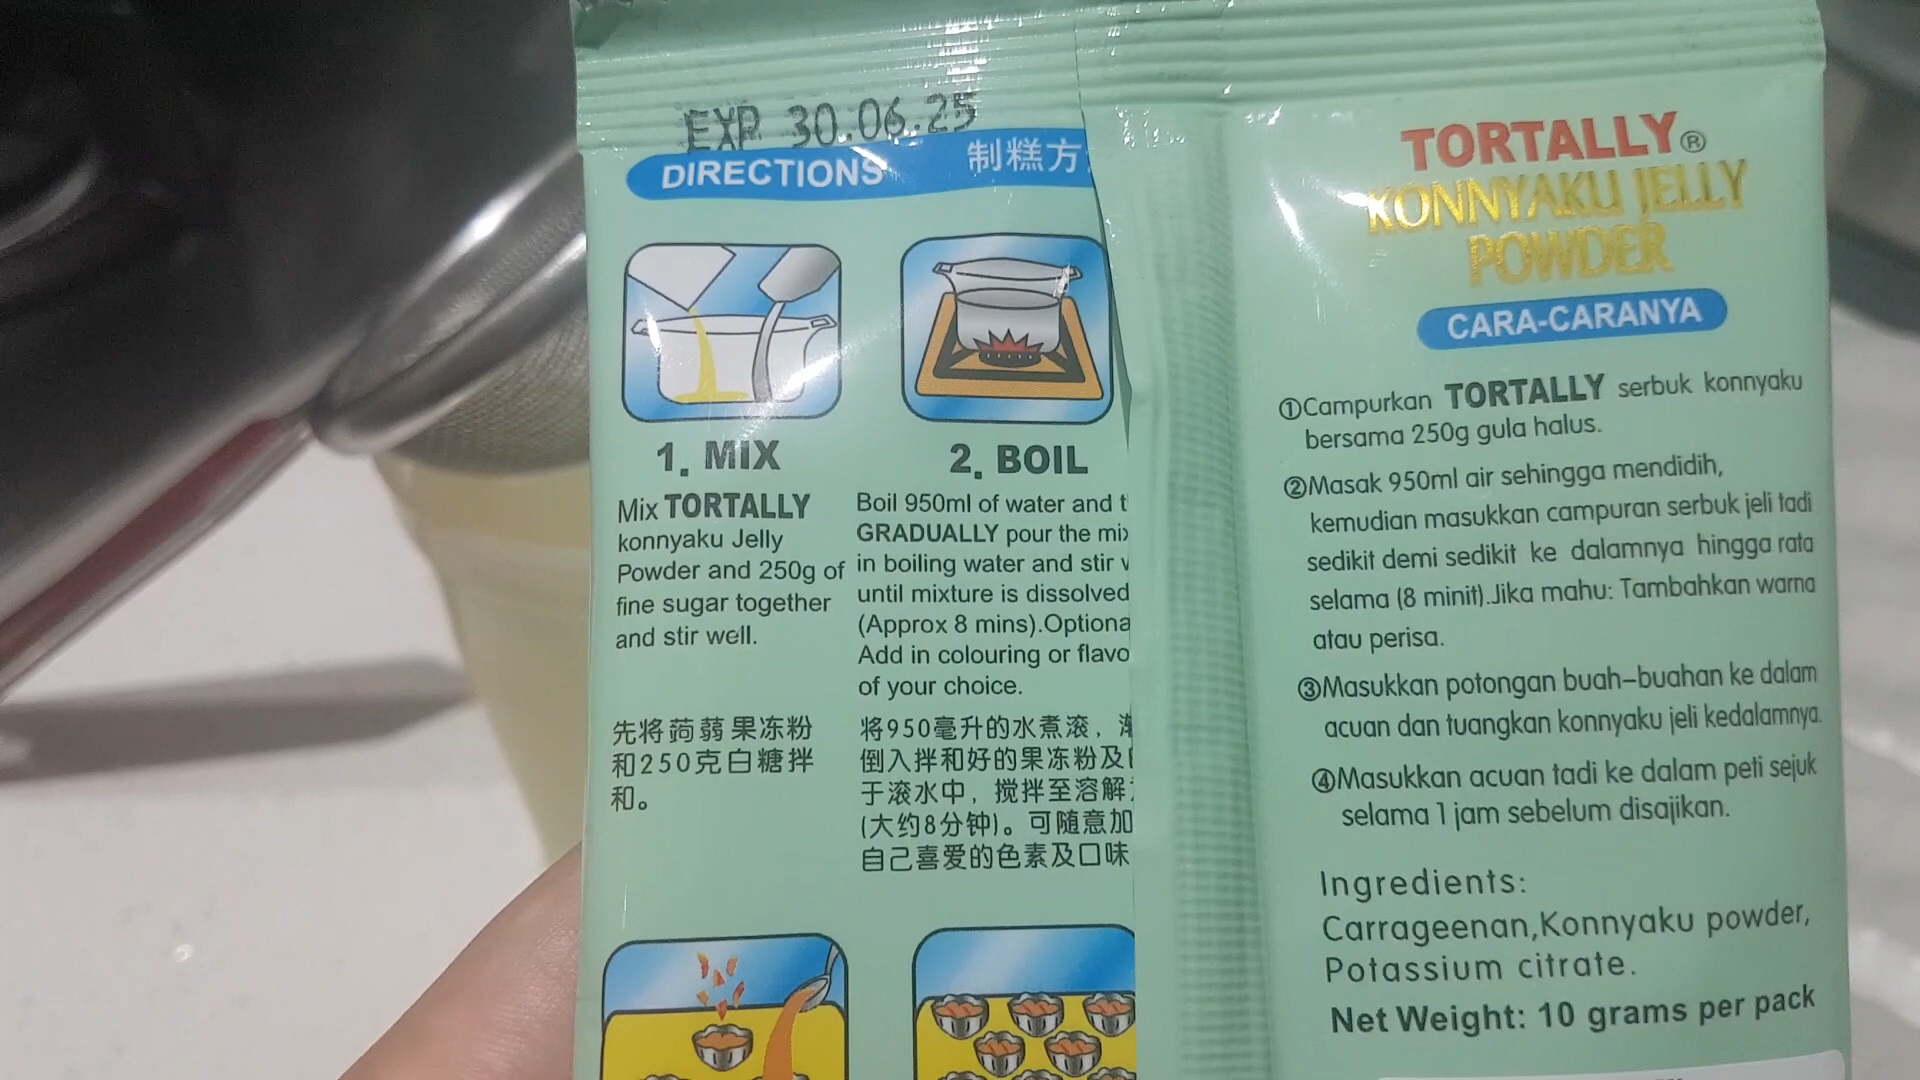 EXP 30.06.25
DIRECTIONS 制糕方
1. MIX
Mix TORTALLY
konnyaku Jelly
Powder and 250g of
fine sugar together
and stir well.
先将蒟蒻果冻粉
和250克白糖拌
和。
2. BOIL
Boil 950ml of water and
GRADUALLY pour the
in boiling water and stir
until mixture is dissolved
(Approx 8 mins).
Add in colouring or
of your choice.
将950毫升的水煮滚，
倒入拌和好的果冻粉及
于滚水中，搅拌至溶解
(大约8分钟)。可随意加
自己喜爱的色素及口味
TORTALLY®
KONNYAKU JELLY
POWDER
CARA-CARANYA
①Campurkan TORTALLY serbuk konnyaku
bersama 250g gula halus.
②Masak 950ml air sehingga mendidih,
kemudian masukkan campuran serbuk jeli tadi
sedikit demi sedikit ke dalamnya hingga rata
selama (8 minit).Jika mahu: Tambahkan warna
atau perisa.
③Masukkan potongan buah-buahan ke dalam
acuan dan tuangkan konnyaku jeli kedalamnya.
④Masukkan acuan tadi ke dalam peti sejuk
selama 1 jam sebelum disajikan.
Ingredients:
Carrageenan,Konnyaku powder,
Potassium citrate.
Net Weight: 10 grams per pack